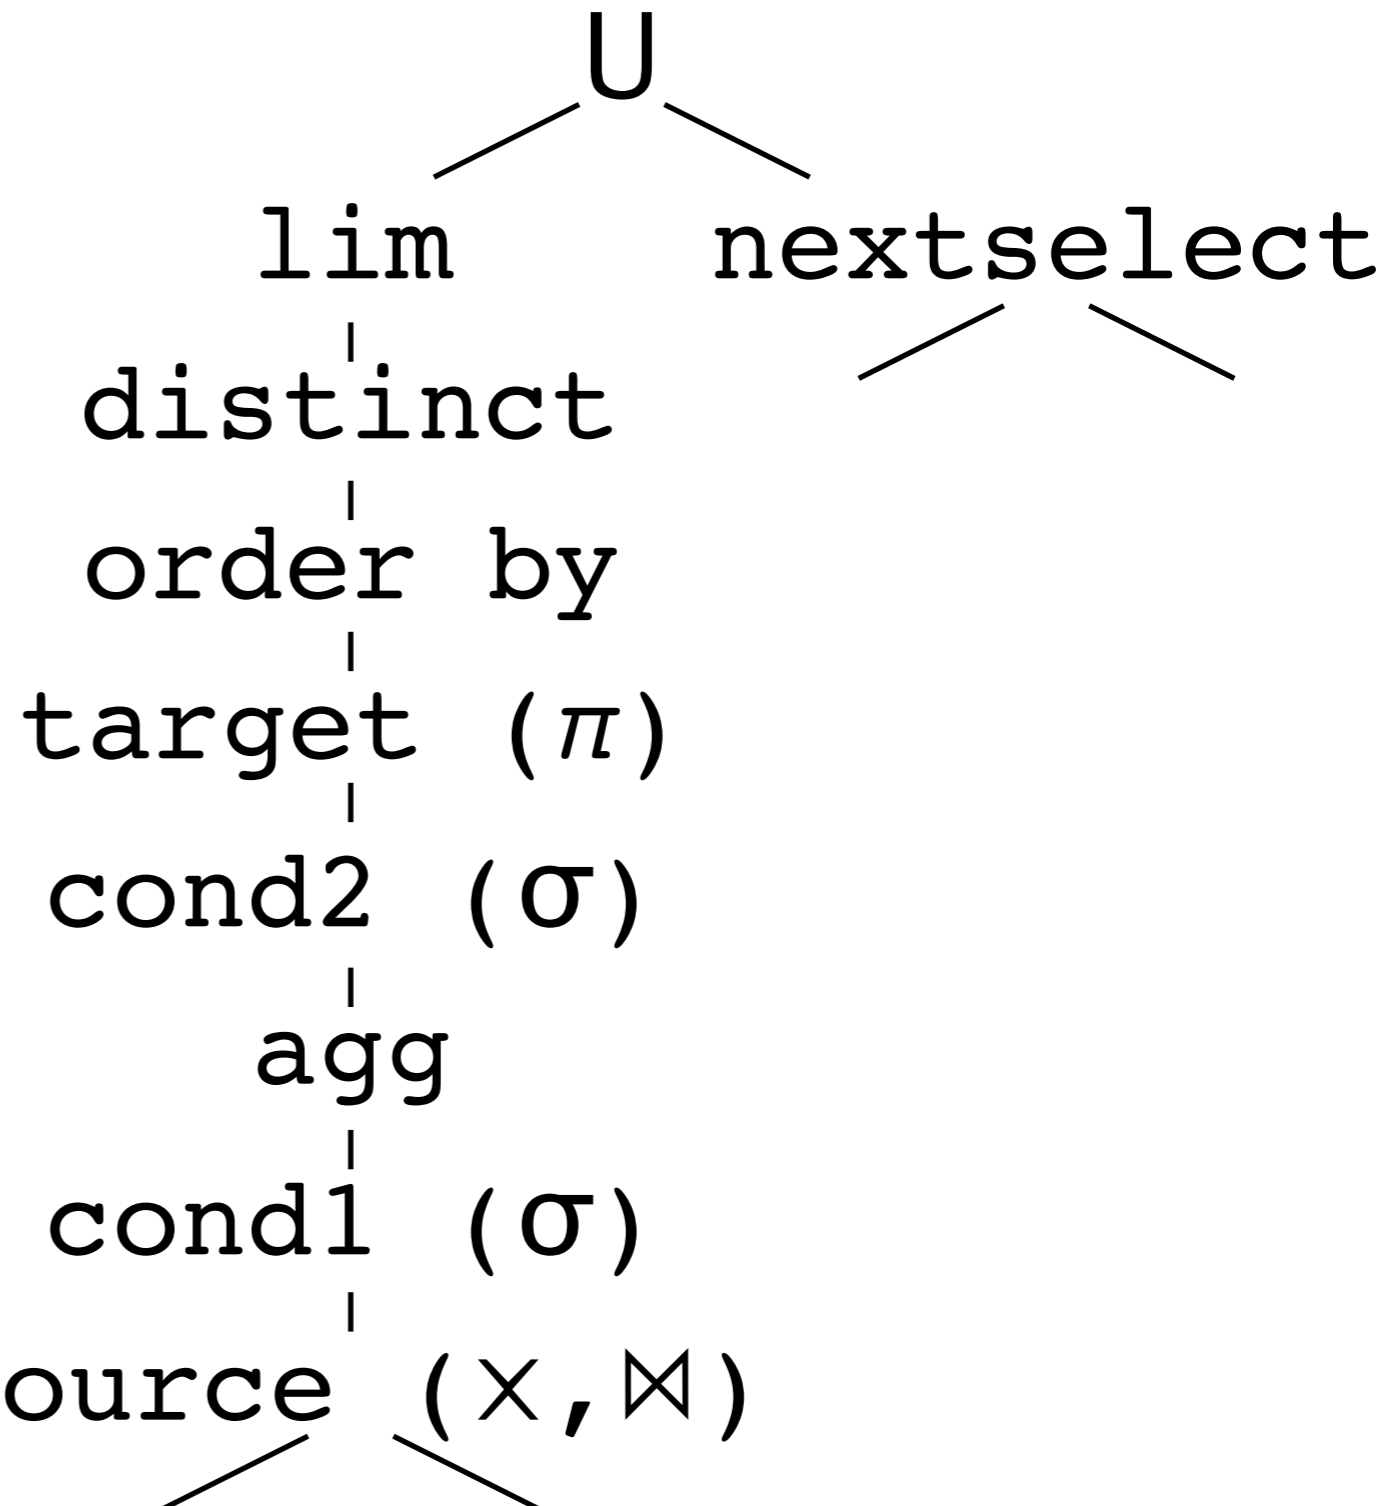 U
lim nextselect
distinct
order by
target (π)
cond2 (σ)
agg
cond1 (σ)
ource (×,⋈)